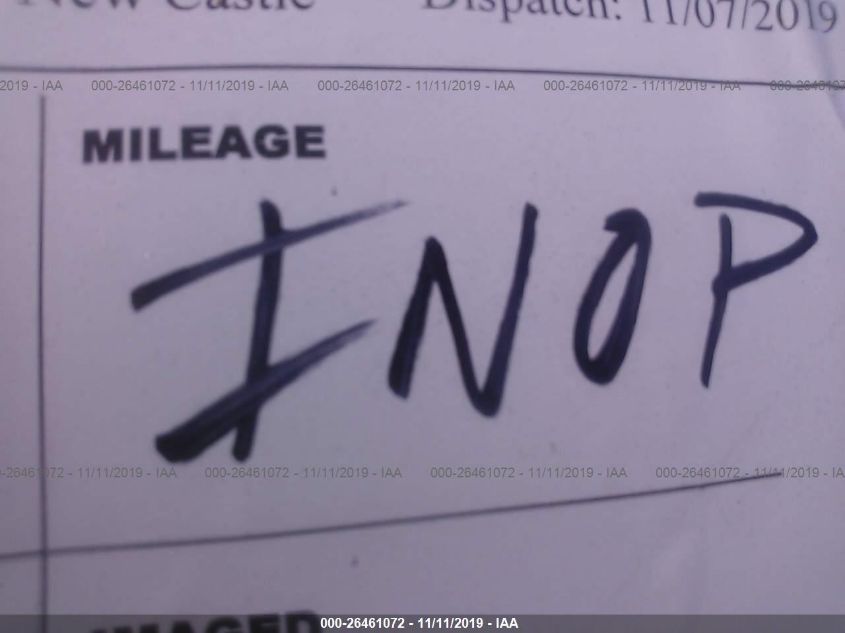 New Castle Dispatch: 11/07/2019
2019 - IAA 000-26461072 - 11/11/2019 - IAA 000-26461072 - 11/11/2019 - IAA 000-26461072 - 11/11/2019 - IAA 000-26461072
MILEAGE
INOP
-26461072 - 11/11/2019 - IAA 000-26461072 - 11/11/2019 - IAA 000-26461072 - 11/11/2019 - IAA 000-26461072 - 11/11/2019 - IAA
IMAGED
000-26461072 - 11/11/2019 - IAA